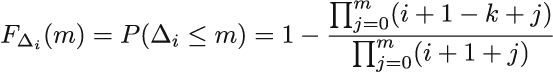 F_{\Delta_i}(m) = P(\Delta_i \leq m) = 1 - \frac{\prod_{j=0}^{m}(i+1-k+j)}{\prod_{j=0}^{m}(i+1+j)}